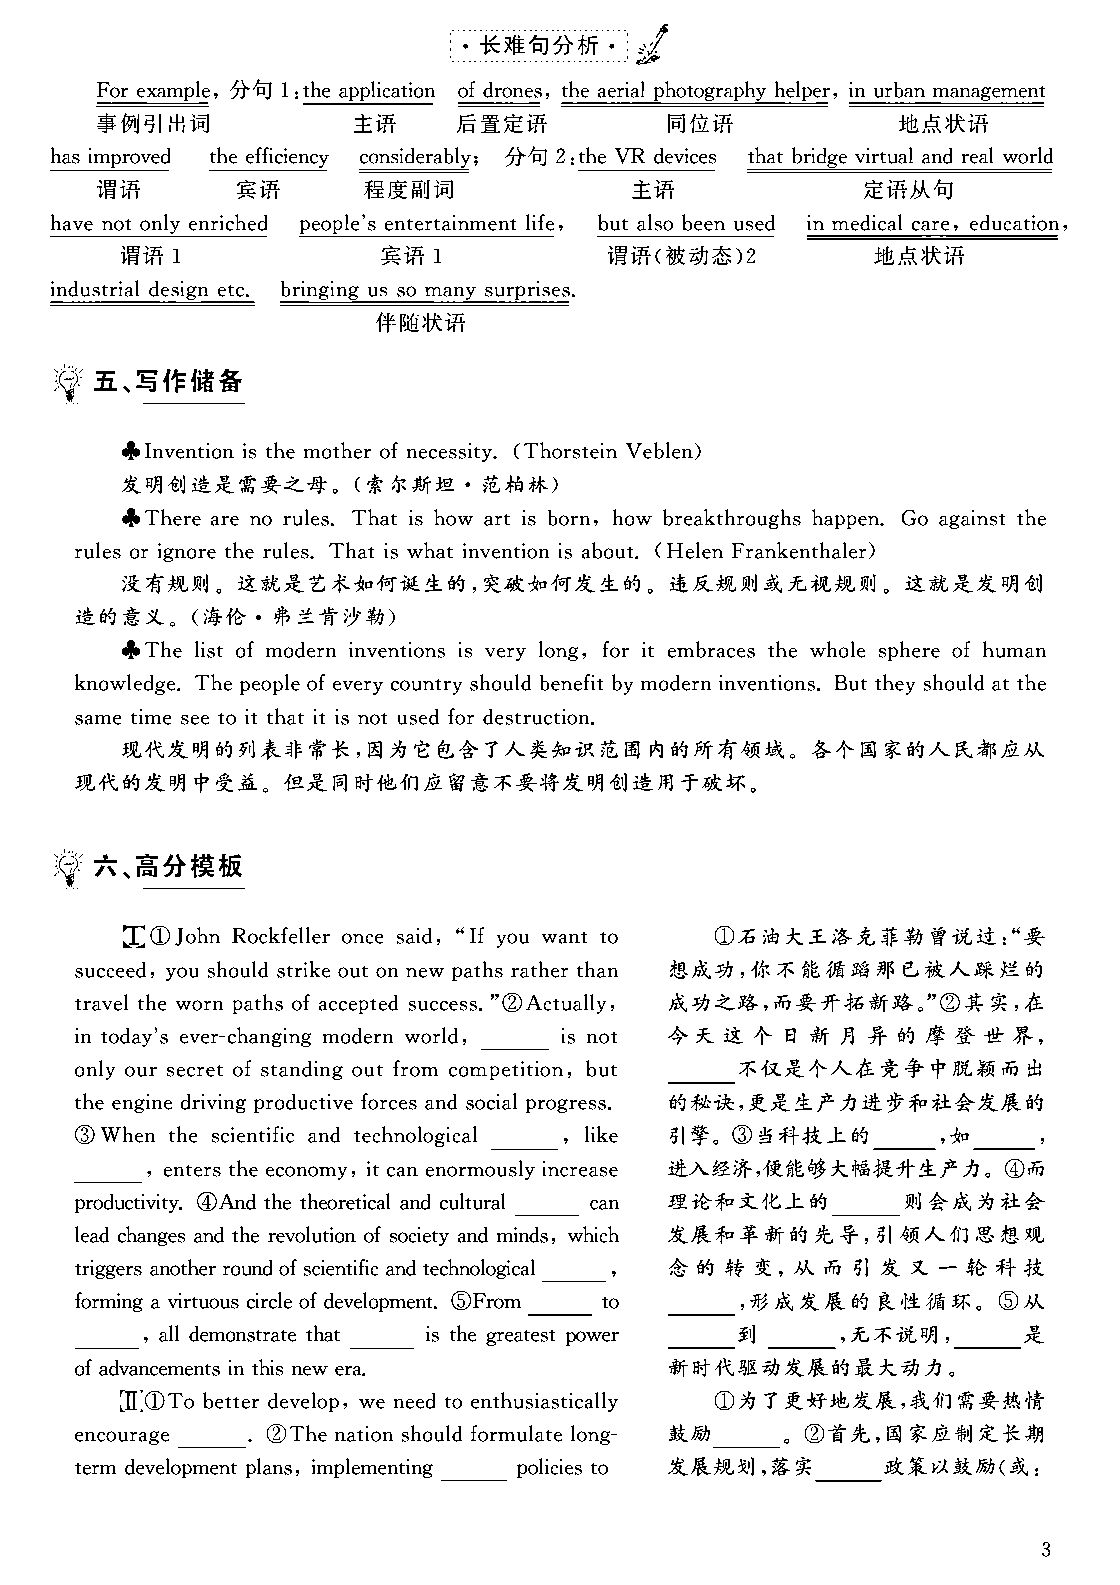 ·长难句分析·
For example, 分句 1:the application of drones, the aerial photography helper, in urban management
事例引出词 主语 后置定语 同位语 地点状语
has improved the efficiency considerably; 分句 2:the VR devices that bridge virtual and real world
谓语 宾语 程度副词 主语 定语从句
have not only enriched people's entertainment life, but also been used in medical care, education,
谓语 1 宾语 1 谓语(被动态)2 地点状语
industrial design etc. bringing us so many surprises.
伴随状语
五、写作储备
♣Invention is the mother of necessity. (Thorstein Veblen)
发明创造是需要之母。(索尔斯坦·范柏林)
♣There are no rules. That is how art is born, how breakthroughs happen. Go against the
rules or ignore the rules. That is what invention is about. (Helen Frankenthaler)
没有规则。这就是艺术如何诞生的,突破如何发生的。违反规则或无视规则。这就是发明创
造的意义。(海伦·弗兰肯沙勒)
♣The list of modern inventions is very long, for it embraces the whole sphere of human
knowledge. The people of every country should benefit by modern inventions. But they should at the
same time see to it that it is not used for destruction.
现代发明的列表非常长,因为它包含了人类知识范围内的所有领域。各个国家的人民都应从
现代的发明中受益。但是同时他们应留意不要将发明创造用于破坏。
六、高分模板
Ⅰ①John Rockfeller once said, "If you want to
succeed, you should strike out on new paths rather than
travel the worn paths of accepted success."②Actually,
in today's ever-changing modern world, ______ is not
only our secret of standing out from competition, but
the engine driving productive forces and social progress.
③When the scientific and technological ______, like
______, enters the economy, it can enormously increase
productivity. ④And the theoretical and cultural ______ can
lead changes and the revolution of society and minds, which
triggers another round of scientific and technological ______,
forming a virtuous circle of development. ⑤From ______ to
______, all demonstrate that ______ is the greatest power
of advancements in this new era.
Ⅱ①To better develop, we need to enthusiastically
encourage ______. ②The nation should formulate long-
term development plans, implementing ______ policies to
①石油大王洛克菲勒曾说过:"要
想成功,你不能循蹈那已被人踩烂的
成功之路,而要开拓新路。"②其实,在
今天这个日新月异的摩登世界,
______不仅是个人在竞争中脱颖而出
的秘诀,更是生产力进步和社会发展的
引擎。③当科技上的______,如______,
进入经济,便能够大幅提升生产力。④而
理论和文化上的______则会成为社会
发展和革新的先导,引领人们思想观
念的转变,从而引发又一轮科技
______,形成发展的良性循环。⑤从
______到______,无不说明,______是
新时代驱动发展的最大动力。
①为了更好地发展,我们需要热情
鼓励______。②首先,国家应制定长期
发展规划,落实______政策以鼓励(或:
3